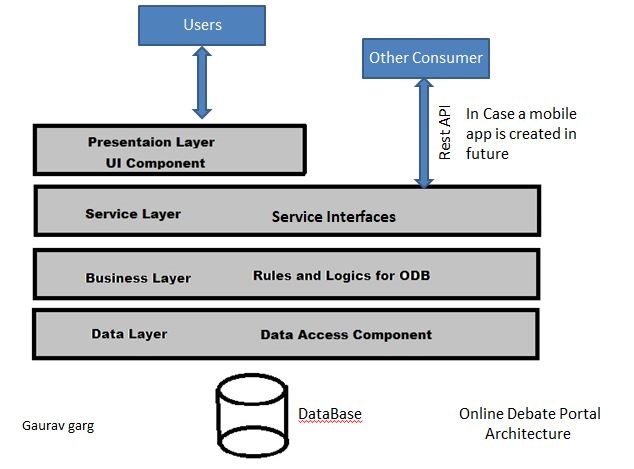 Users
Other Consumer
Rest API
In Case a mobile
app is created in
future
Presentaion Layer
UI Component
Service Layer Service Interfaces
Business Layer Rules and Logics for ODB
Data Layer Data Access Component
DataBase
Online Debate Portal
Architecture
Gaurav garg